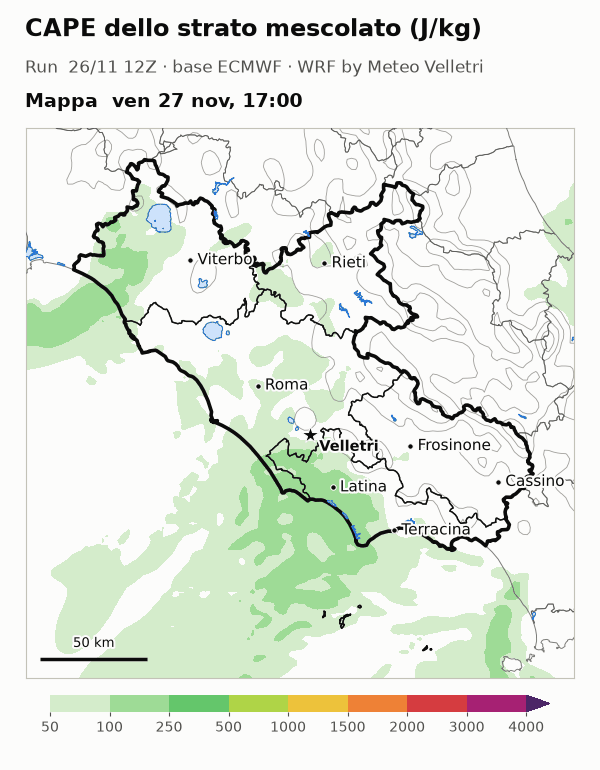 CAPE dello strato mescolato (J/kg)
Run  26/11 12Z · base ECMWF · WRF by Meteo Velletri
Mappa  ven 27 nov, 17:00
Viterbo
Rieti
Roma
Velletri
Frosinone
Latina
Cassino
Terracina
50 km
50 100 250 500 1000 1500 2000 3000 4000